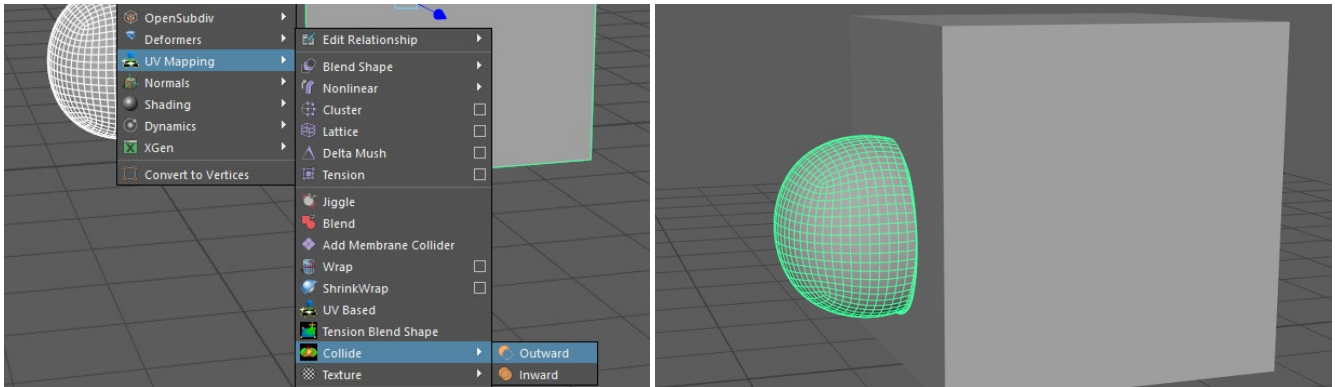 OpenSubdiv
Deformers
UV Mapping
Normals
Shading
Dynamics
XGen
Convert to Vertices
Edit Relationship
Blend Shape
Nonlinear
Cluster
Lattice
Delta Mush
Tension
Jiggle
Blend
Add Membrane Collider
Wrap
ShrinkWrap
UV Based
Tension Blend Shape
Collide
Texture
Outward
Inward